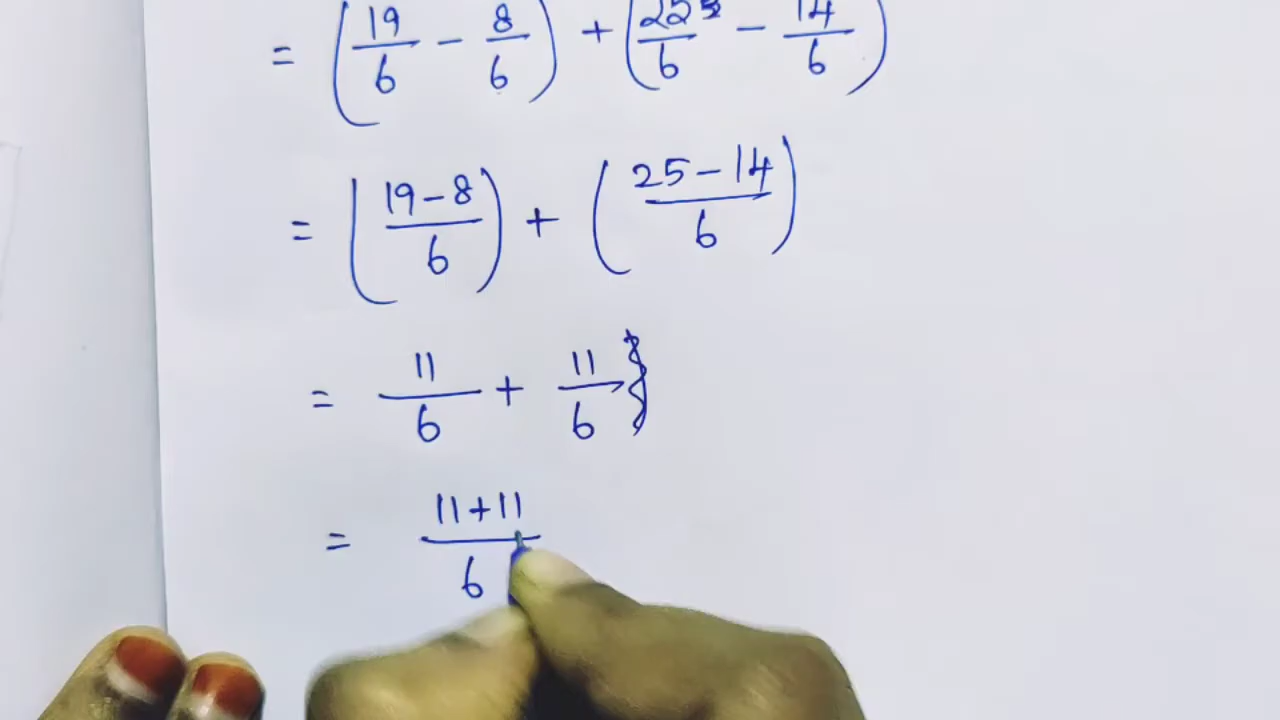 = (19/6 - 8/6) + (25/6 - 14/6)
= (19-8/6) + (25-14/6)
= 11/6 + 11/6
= 11+11/6